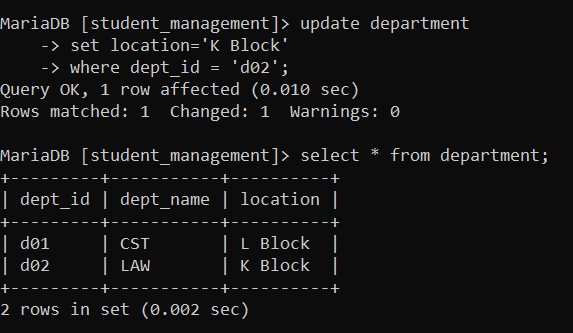 MariaDB [student_management]> update department
    -> set location='K Block'
    -> where dept_id = 'd02';
Query OK, 1 row affected (0.010 sec)
Rows matched: 1  Changed: 1  Warnings: 0

MariaDB [student_management]> select * from department;
+---------+-----------+----------+
| dept_id | dept_name | location |
+---------+-----------+----------+
| d01     | CST       | L Block  |
| d02     | LAW       | K Block  |
+---------+-----------+----------+
2 rows in set (0.002 sec)